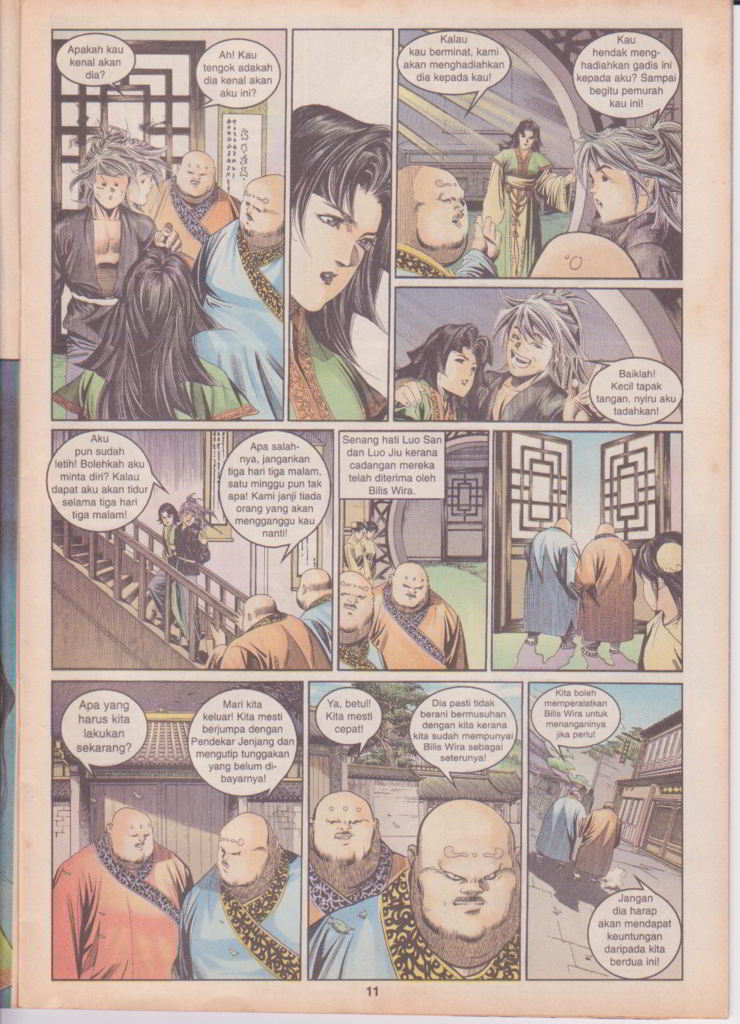 Apakah kau
kenal akan
dia?
Ah! Kau
tengok adakah
dia kenal akan
aku ini?
Kalau
kau berminat, kami
akan menghadiahkan
dia kepada kau!
Kau
hendak meng-
hadiahkan gadis ini
kepada aku? Sampai
begitu pemurah
kau ini!
Baiklah!
Kecil tapak
tangan, nyiru aku
tadahkan!
Aku
pun sudah
letih! Bolehkah aku
minta diri? Kalau
dapat aku akan tidur
selama tiga hari
tiga malam!
Apa salah-
nya, jangankan
tiga hari tiga malam,
satu minggu pun tak
apa! Kami janji tiada
orang yang akan
mengganggu kau
nanti!
Senang hati Luo San
dan Luo Jiu kerana
cadangan mereka
telah diterima oleh
Bilis Wira.
Apa yang
harus kita
lakukan
sekarang?
Mari kita
keluar! Kita mesti
berjumpa dengan
Pendekar Jenjang dan
mengutip tunggakan
yang belum di-
bayarnya!
Ya, betul!
Kita mesti
cepat!
Dia pasti tidak
berani bermusuhan
dengan kita kerana
kita sudah mempunyai
Bilis Wira sebagai
seterunya!
Kita boleh
memperalatkan
Bilis Wira untuk
menanganinya
jika perlu!
Jangan
dia harap
akan mendapat
keuntungan
daripada kita
berdua ini!
11